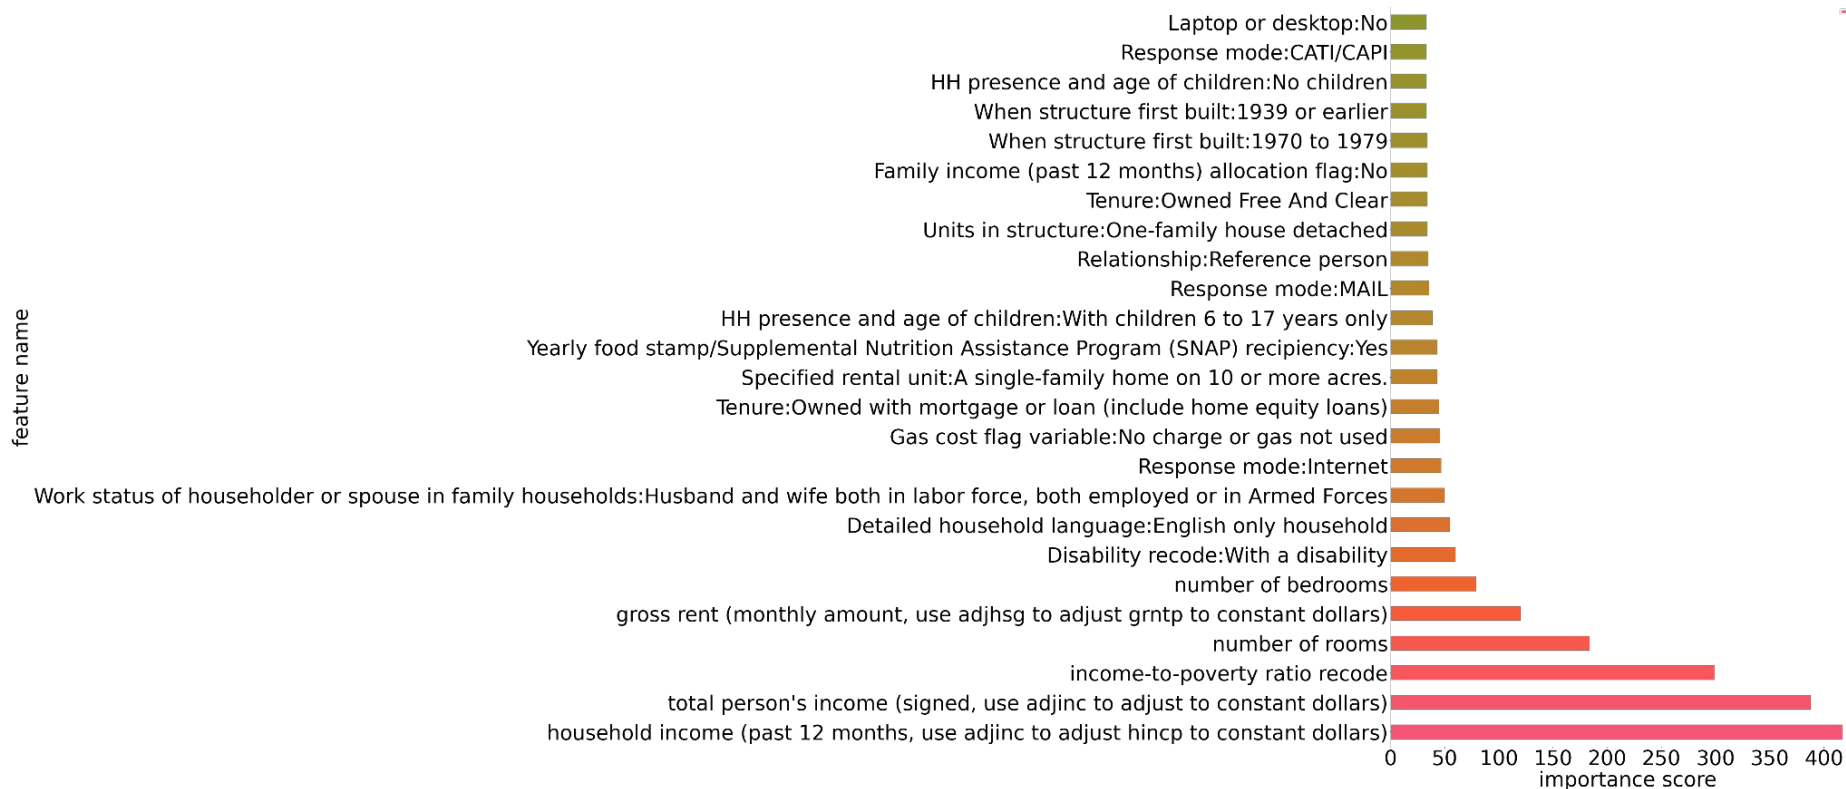 Laptop or desktop:No
Response mode:CATI/CAPI
HH presence and age of children:No children
When structure first built:1939 or earlier
When structure first built:1970 to 1979
Family income (past 12 months) allocation flag:No
Tenure:Owned Free And Clear
Units in structure:One-family house detached
Relationship:Reference person
Response mode:MAIL
HH presence and age of children:With children 6 to 17 years only
Yearly food stamp/Supplemental Nutrition Assistance Program (SNAP) recipiency:Yes
Specified rental unit:A single-family home on 10 or more acres.
Tenure:Owned with mortgage or loan (include home equity loans)
Gas cost flag variable:No charge or gas not used
Response mode:Internet
Work status of householder or spouse in family households:Husband and wife both in labor force, both employed or in Armed Forces
Detailed household language:English only household
Disability recode:With a disability
number of bedrooms
gross rent (monthly amount, use adjhsg to adjust grntp to constant dollars)
number of rooms
income-to-poverty ratio recode
total person's income (signed, use adjinc to adjust to constant dollars)
household income (past 12 months, use adjinc to adjust hincp to constant dollars)
feature name
0 50 100 150 200 250 300 350 400
importance score